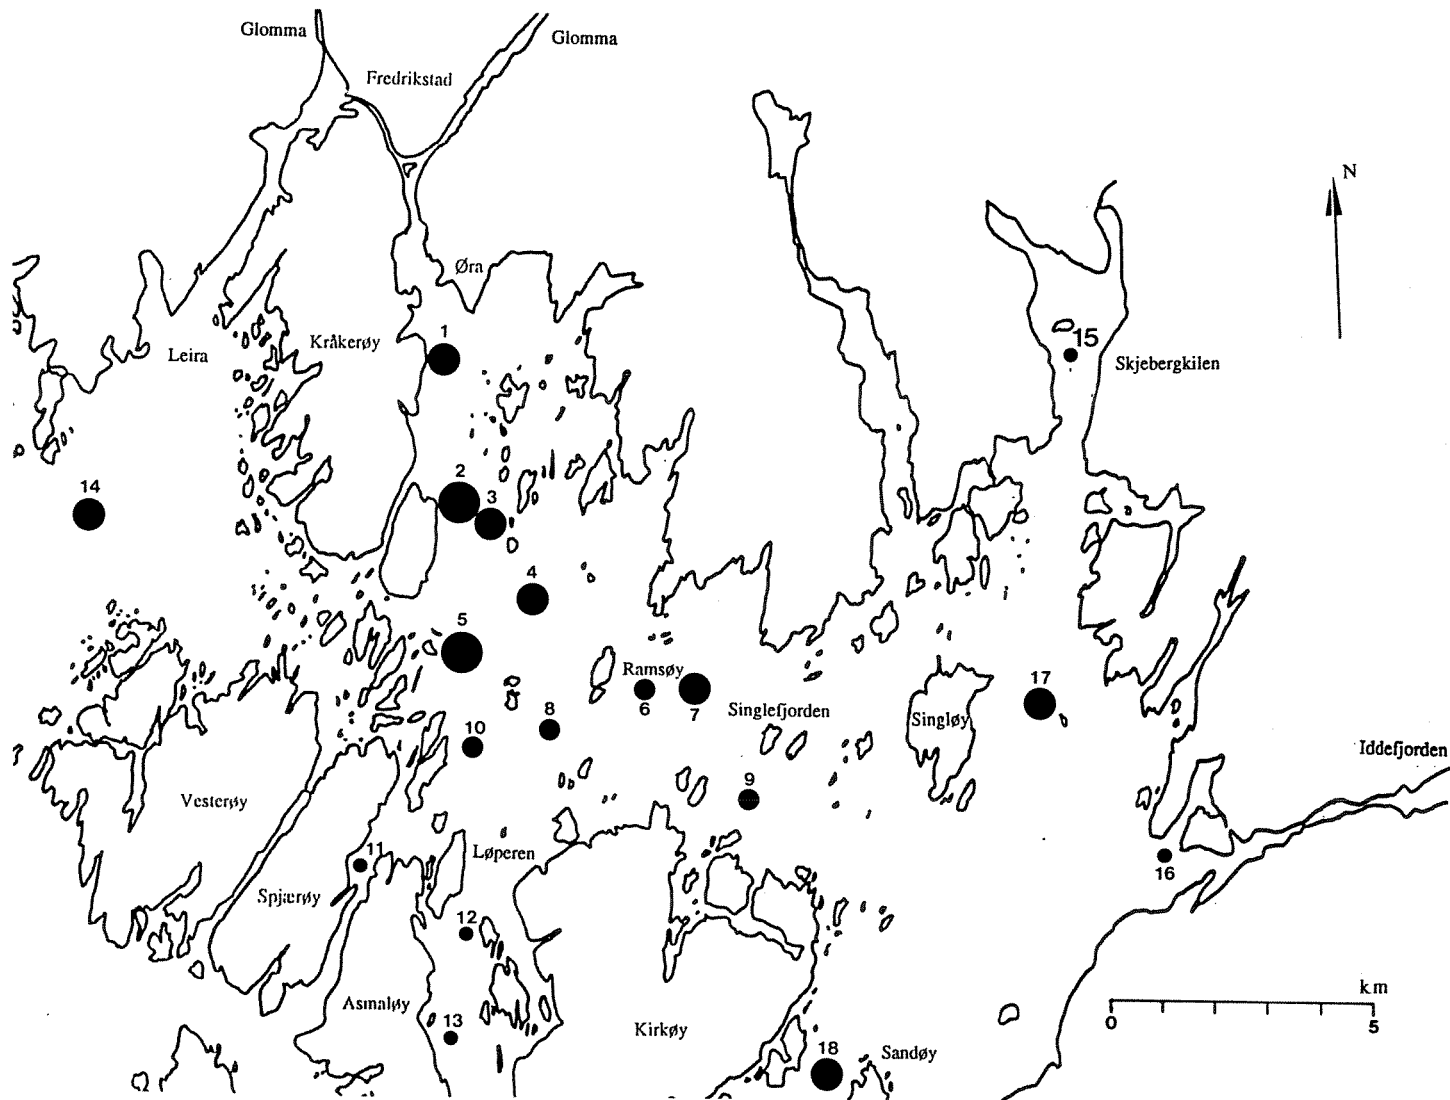 Glomma
Glomma
Fredrikstad
N
Øra
Leira
Kråkerøy
1
15
Skjebergkilen
14
2
3
4
5
Ramsøy
6
7
17
Singlefjorden
Singløy
8
10
Iddefjorden
9
Vesterøy
Løperen
11
16
Spjærøy
12
km
Asmaløy
13
Kirkøy
0
5
18
Sandøy